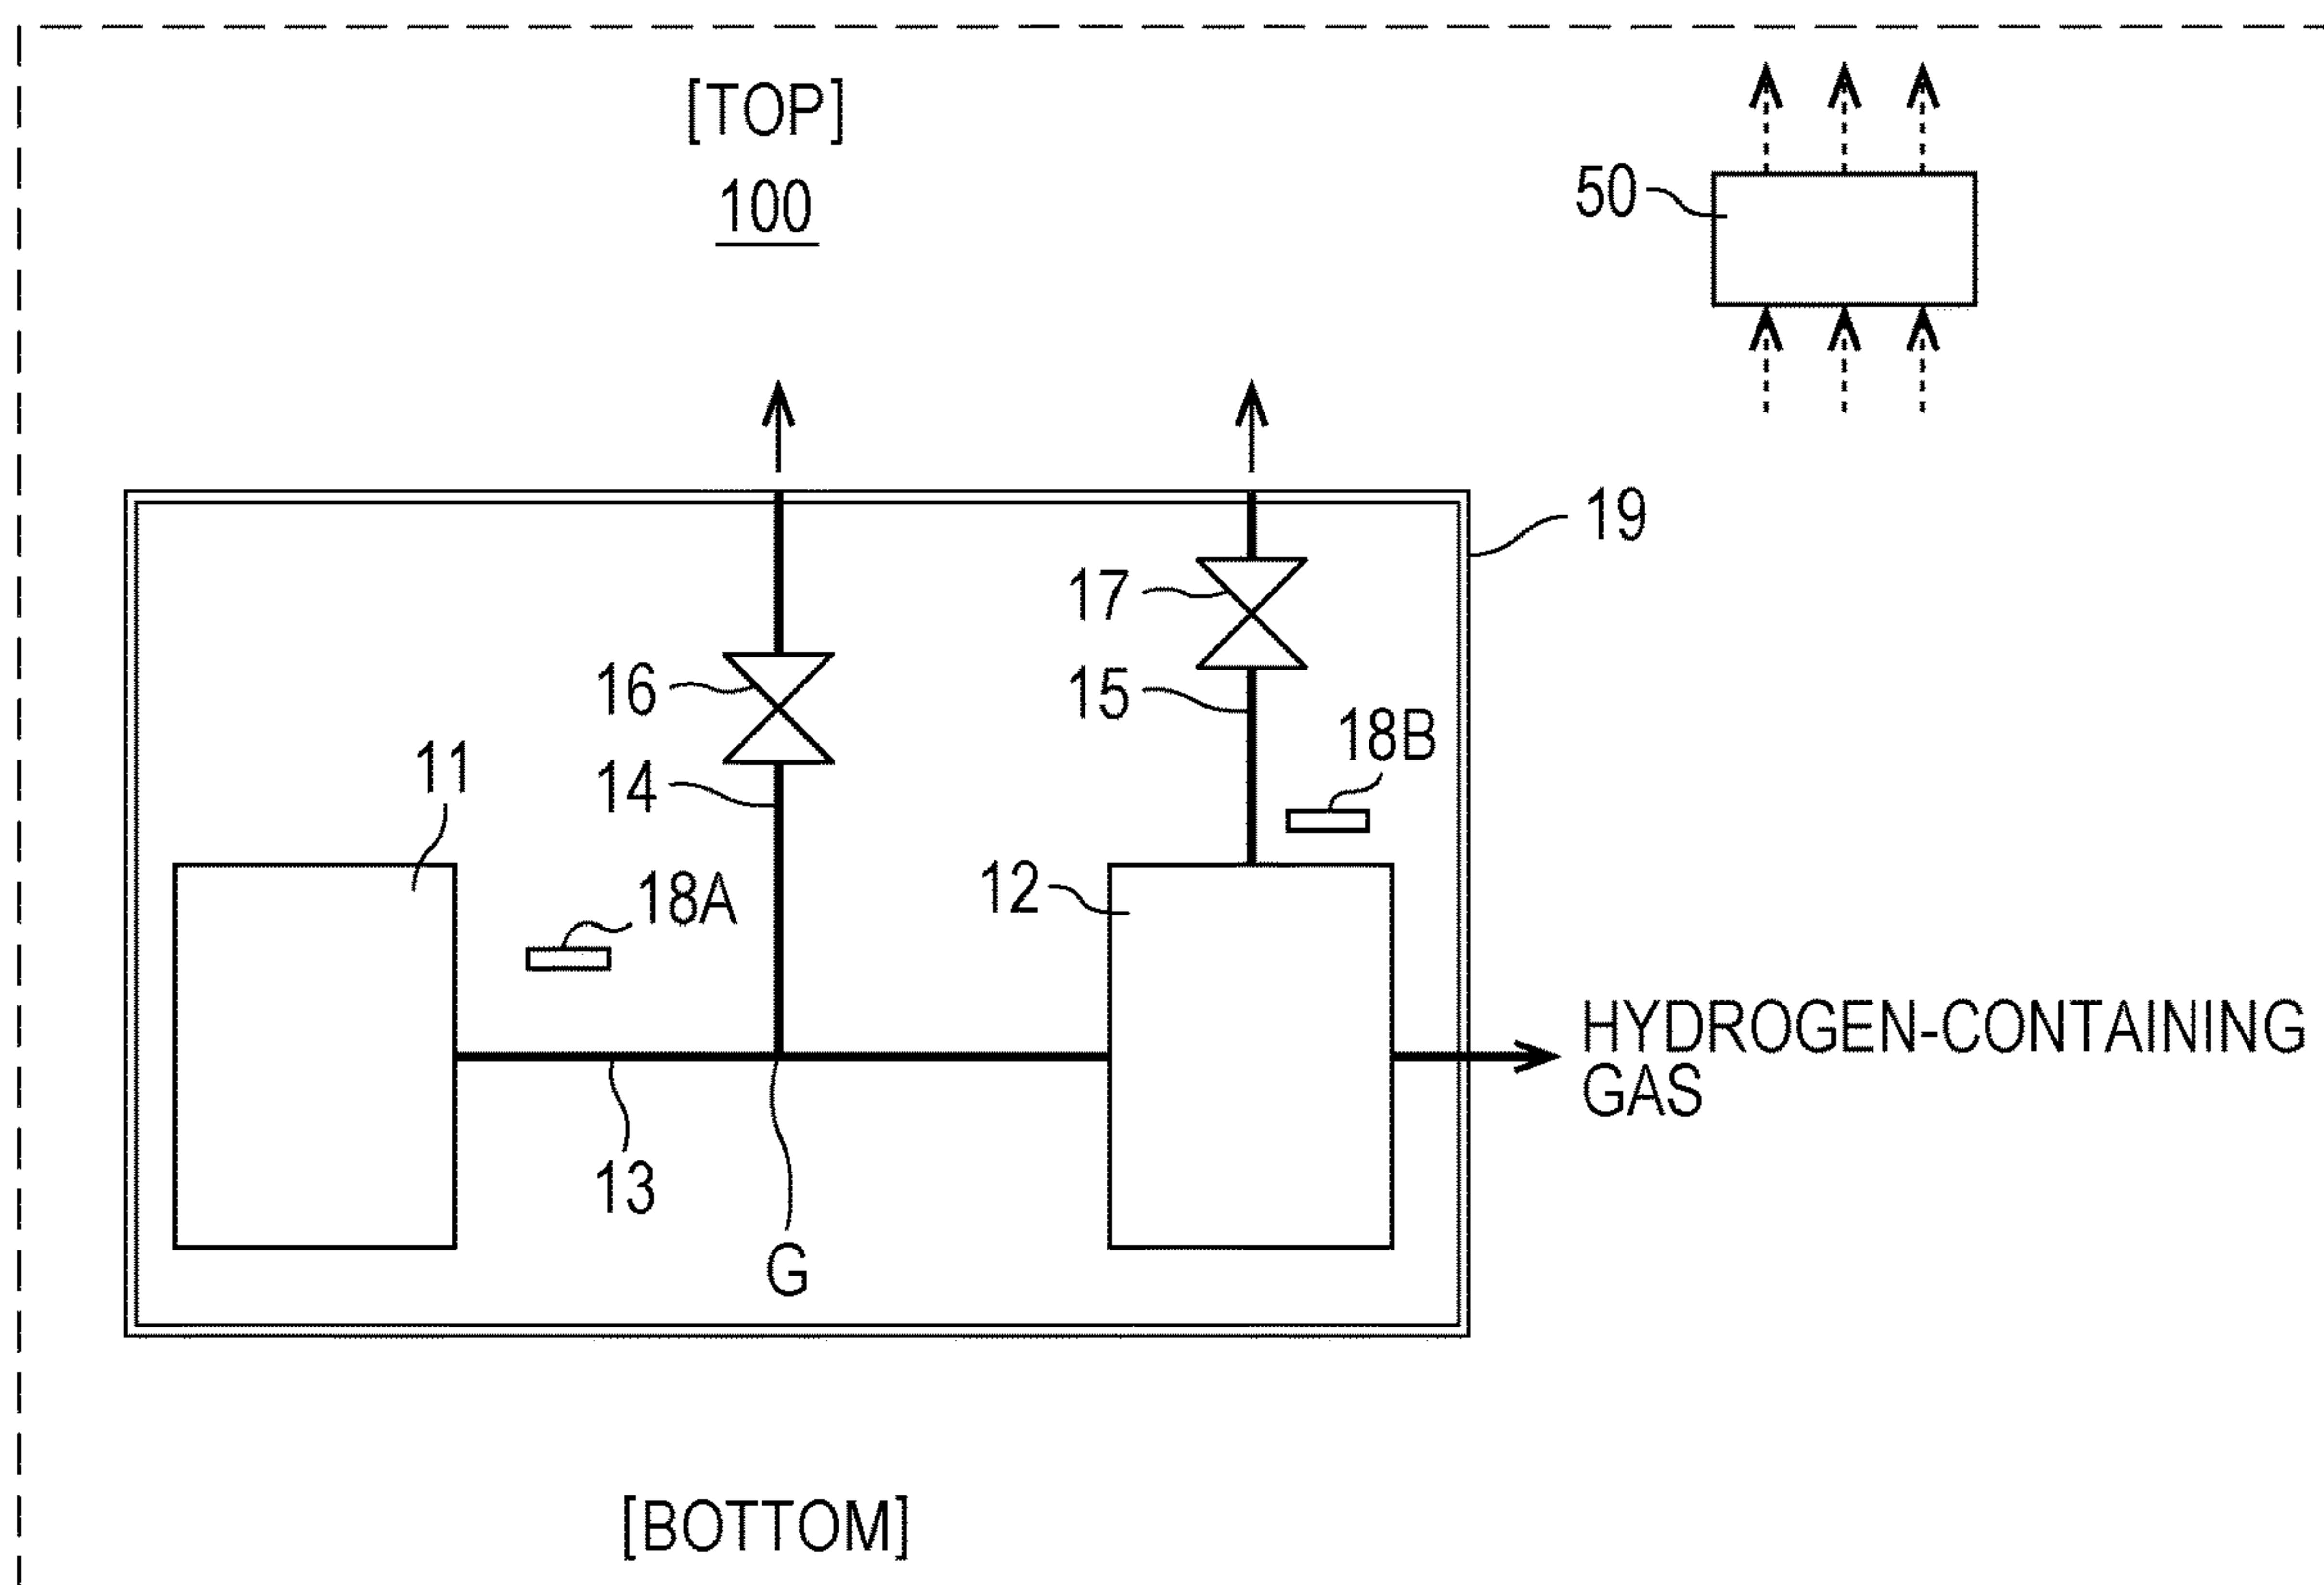 [TOP]
100
50
19
17
16
15
18B
11
14
12
18A
HYDROGEN-CONTAINING
GAS
13
G
[BOTTOM]